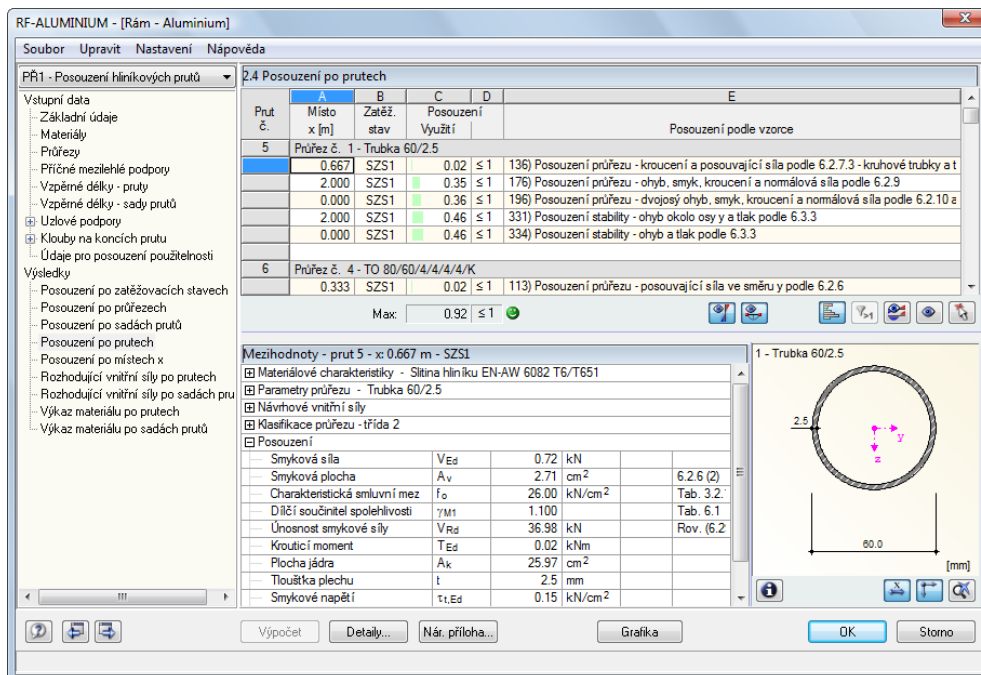 RF-ALUMINIUM - [Rám - Aluminium]
Soubor Upravit Nastavení Nápověda
PŘ1 - Posouzení hliníkových prutů
Vstupní data
Základní údaje
Materiály
Průřezy
Příčné mezilehlé podpory
Vzpěrné délky - pruty
Vzpěrné délky - sady prutů
Uzlové podpory
Klouby na koncích prutu
Údaje pro posouzení použitelnosti
Výsledky
Posouzení po zatěžovacích stavech
Posouzení po průřezech
Posouzení po sadách prutů
Posouzení po prutech
Posouzení po místech x
Rozhodující vnitřní síly po prutech
Rozhodující vnitřní síly po sadách pru
Výkaz materiálu po prutech
Výkaz materiálu po sadách prutů
2.4 Posouzení po prutech
A B C D E
Prut Místo Zatěž. Posouzení
č. x [m] stav Využití Posouzení podle vzorce
5 Průřez č. 1 - Trubka 60/2.5
0.667 SZS1 0.02 ≤ 1 136) Posouzení průřezu - kroucení a posouvající síla podle 6.2.7.3 - kruhové trubky a t
2.000 SZS1 0.35 ≤ 1 176) Posouzení průřezu - ohyb, smyk, kroucení a normálová síla podle 6.2.9
0.000 SZS1 0.36 ≤ 1 196) Posouzení průřezu - dvojosý ohyb, smyk, kroucení a normálová síla podle 6.2.10 a
2.000 SZS1 0.46 ≤ 1 331) Posouzení stability - ohyb okolo osy y a tlak podle 6.3.3
0.000 SZS1 0.46 ≤ 1 334) Posouzení stability - ohyb a tlak podle 6.3.3
6 Průřez č. 4 - TO 80/60/4/4/4/4/K
0.333 SZS1 0.02 ≤ 1 113) Posouzení průřezu - posouvající síla ve směru y podle 6.2.6
Max: 0.92 ≤ 1
>1
Mezihodnoty - prut 5 - x: 0.667 m - SZS1
Materiálové charakteristiky - Slitina hliníku EN-AW 6082 T6/T651
Parametry průřezu - Trubka 60/2.5
Návrhové vnitřní síly
Klasifikace průřezu - třída 2
Posouzení
Smyková síla VEd 0.72 kN
Smyková plocha Av 2.71 cm2 6.2.6 (2)
Charakteristická smluvní mez fo 26.00 kN/cm2 Tab. 3.2.
Dílčí součinitel spolehlivosti γM1 1.100 Tab. 6.1
Únosnost smykové síly VRd 36.98 kN Rov. (6.2
Krouticí moment TEd 0.02 kNm
Plocha jádra Ak 25.97 cm2
Tloušťka plechu t 2.5 mm
Smykové napětí τt,Ed 0.15 kN/cm2
1 - Trubka 60/2.5
2.5
y
z
60.0
[mm]
Výpočet Detaily... Nár. příloha... Grafika OK Storno